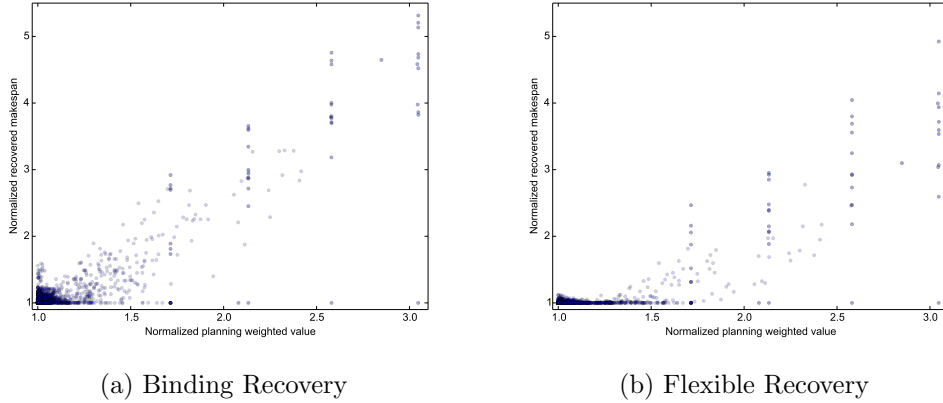 5
4
3
2
1
1.0 1.5 2.0 2.5 3.0
Normalized recovered makespan
Normalized planning weighted value
(a) Binding Recovery
5
4
3
2
1
1.0 1.5 2.0 2.5 3.0
Normalized recovered makespan
Normalized planning weighted value
(b) Flexible Recovery